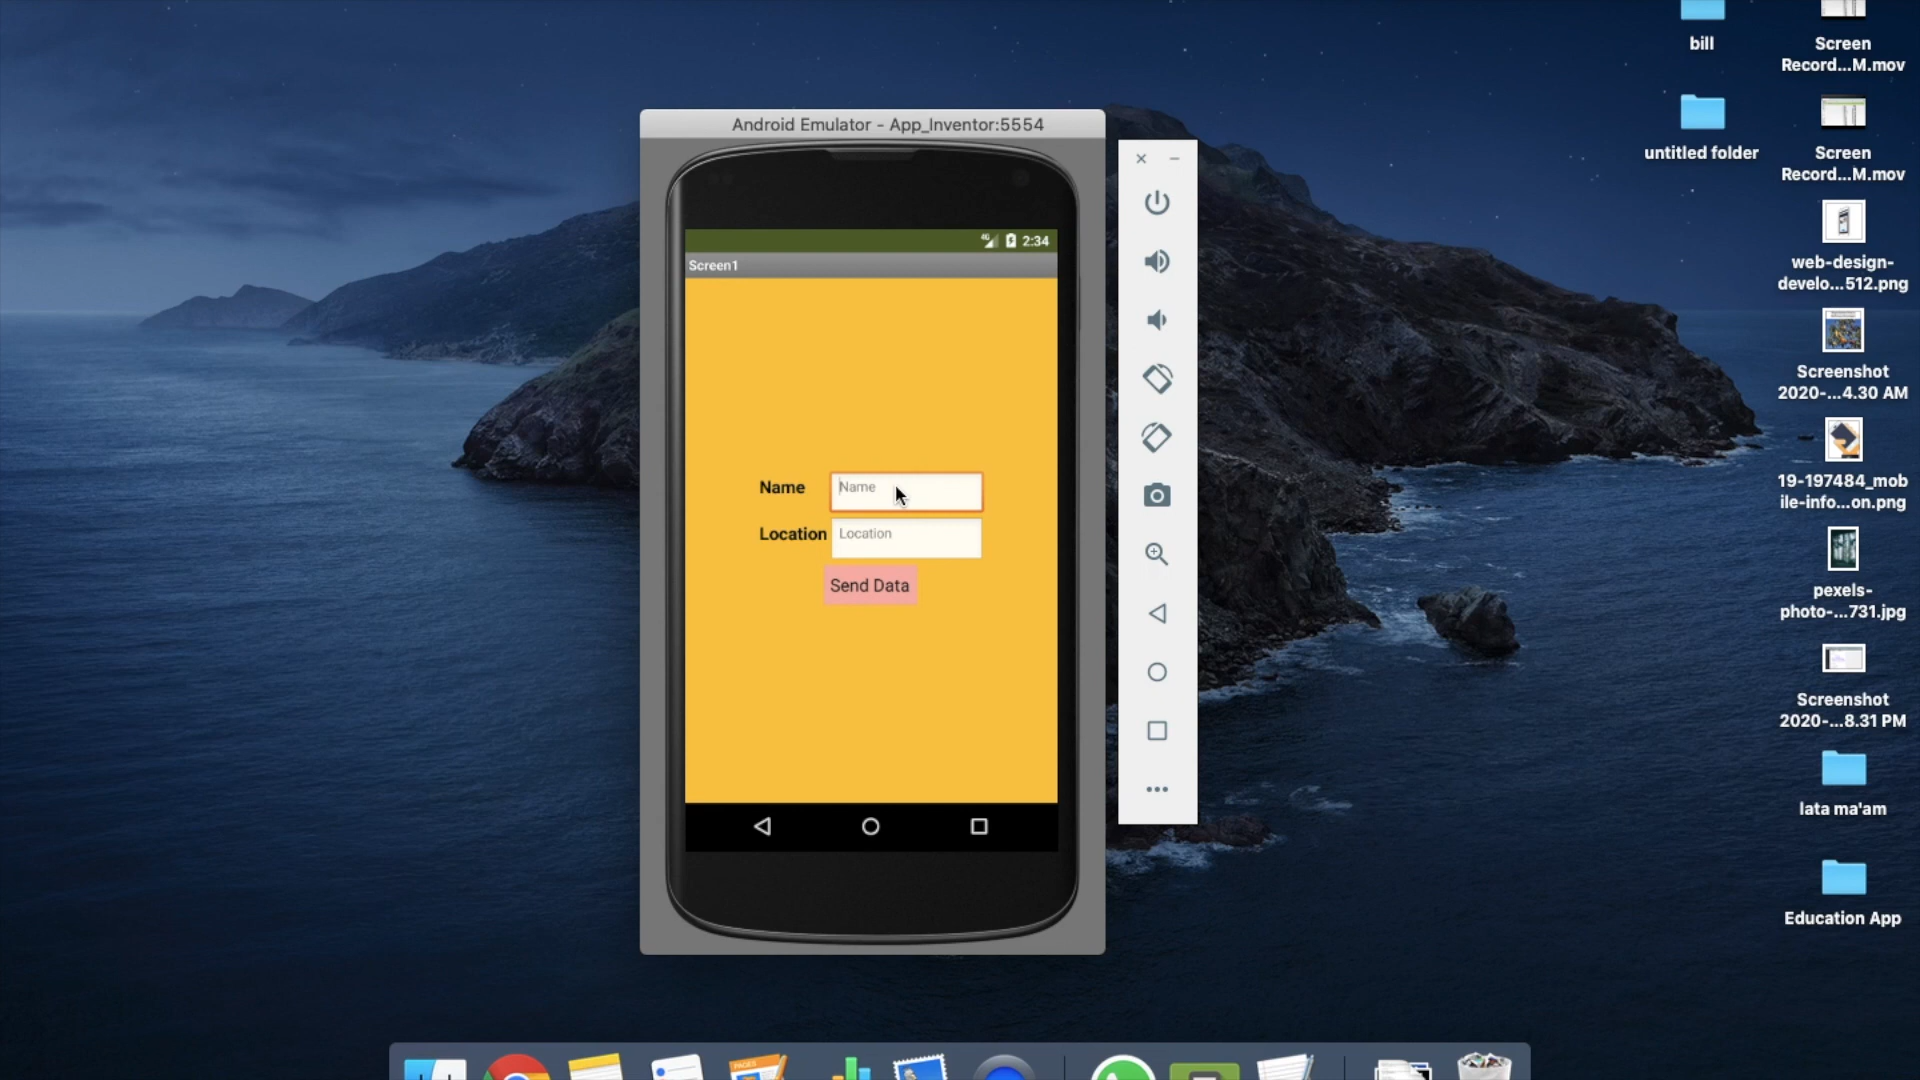 Android Emulator - App_Inventor:5554
4G
2:34
Screen1
Name
Name
Location
Location
Send Data
bill
untitled folder
Screen
Record...M.mov
Screen
Record...M.mov
web-design-
develo...512.png
Screenshot
2020-...4.30 AM
19-197484_mob
ile-info...on.png
pexels-
photo-...731.jpg
Screenshot
2020-...8.31 PM
lata ma'am
Education App
PAGES